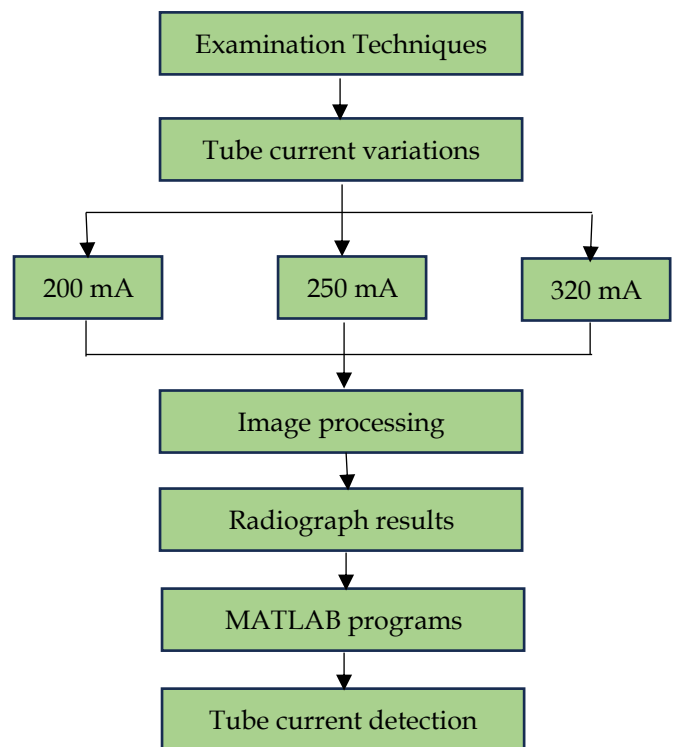 Examination Techniques
Tube current variations
200 mA
250 mA
320 mA
Image processing
Radiograph results
MATLAB programs
Tube current detection